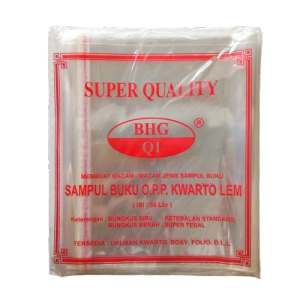 SUPER QUALITY
BHG ®
Q1
MEMBUAT MACAM - MACAM JENIS SAMPUL BUKU
SAMPUL BUKU O.P.P. KWARTO LEM
( ISI : 50 Lbr )
Keterangan : BUNGKUS BIRU : KETEBALAN STANDARD
BUNGKUS MERAH : SUPER TEBAL
TERSEDIA : UKURAN KWARTO, BOXY, FOLIO, D.L.L.